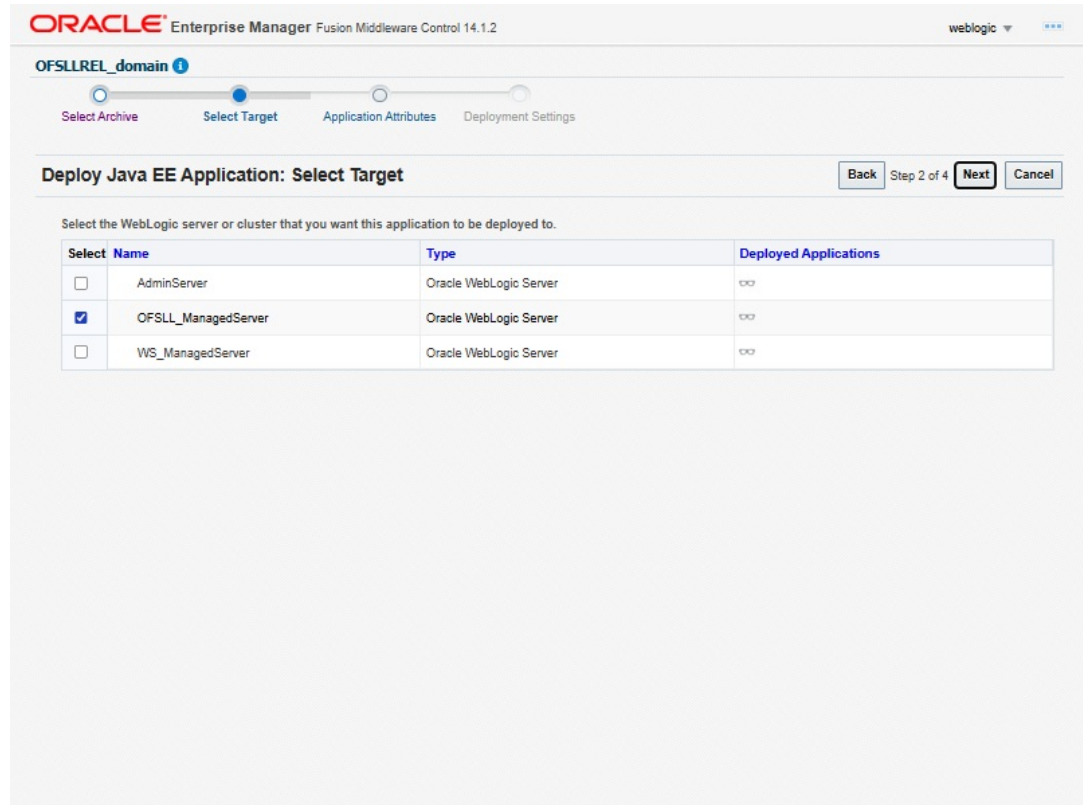 ORACLE Enterprise Manager Fusion Middleware Control 14.1.2 weblogic
OFSLLREL_domain
Select Archive Select Target Application Attributes Deployment Settings
Deploy Java EE Application: Select Target Back Step 2 of 4 Next Cancel
Select the WebLogic server or cluster that you want this application to be deployed to.
Select Name Type Deployed Applications
AdminServer Oracle WebLogic Server
OFSLL_ManagedServer Oracle WebLogic Server
WS_ManagedServer Oracle WebLogic Server